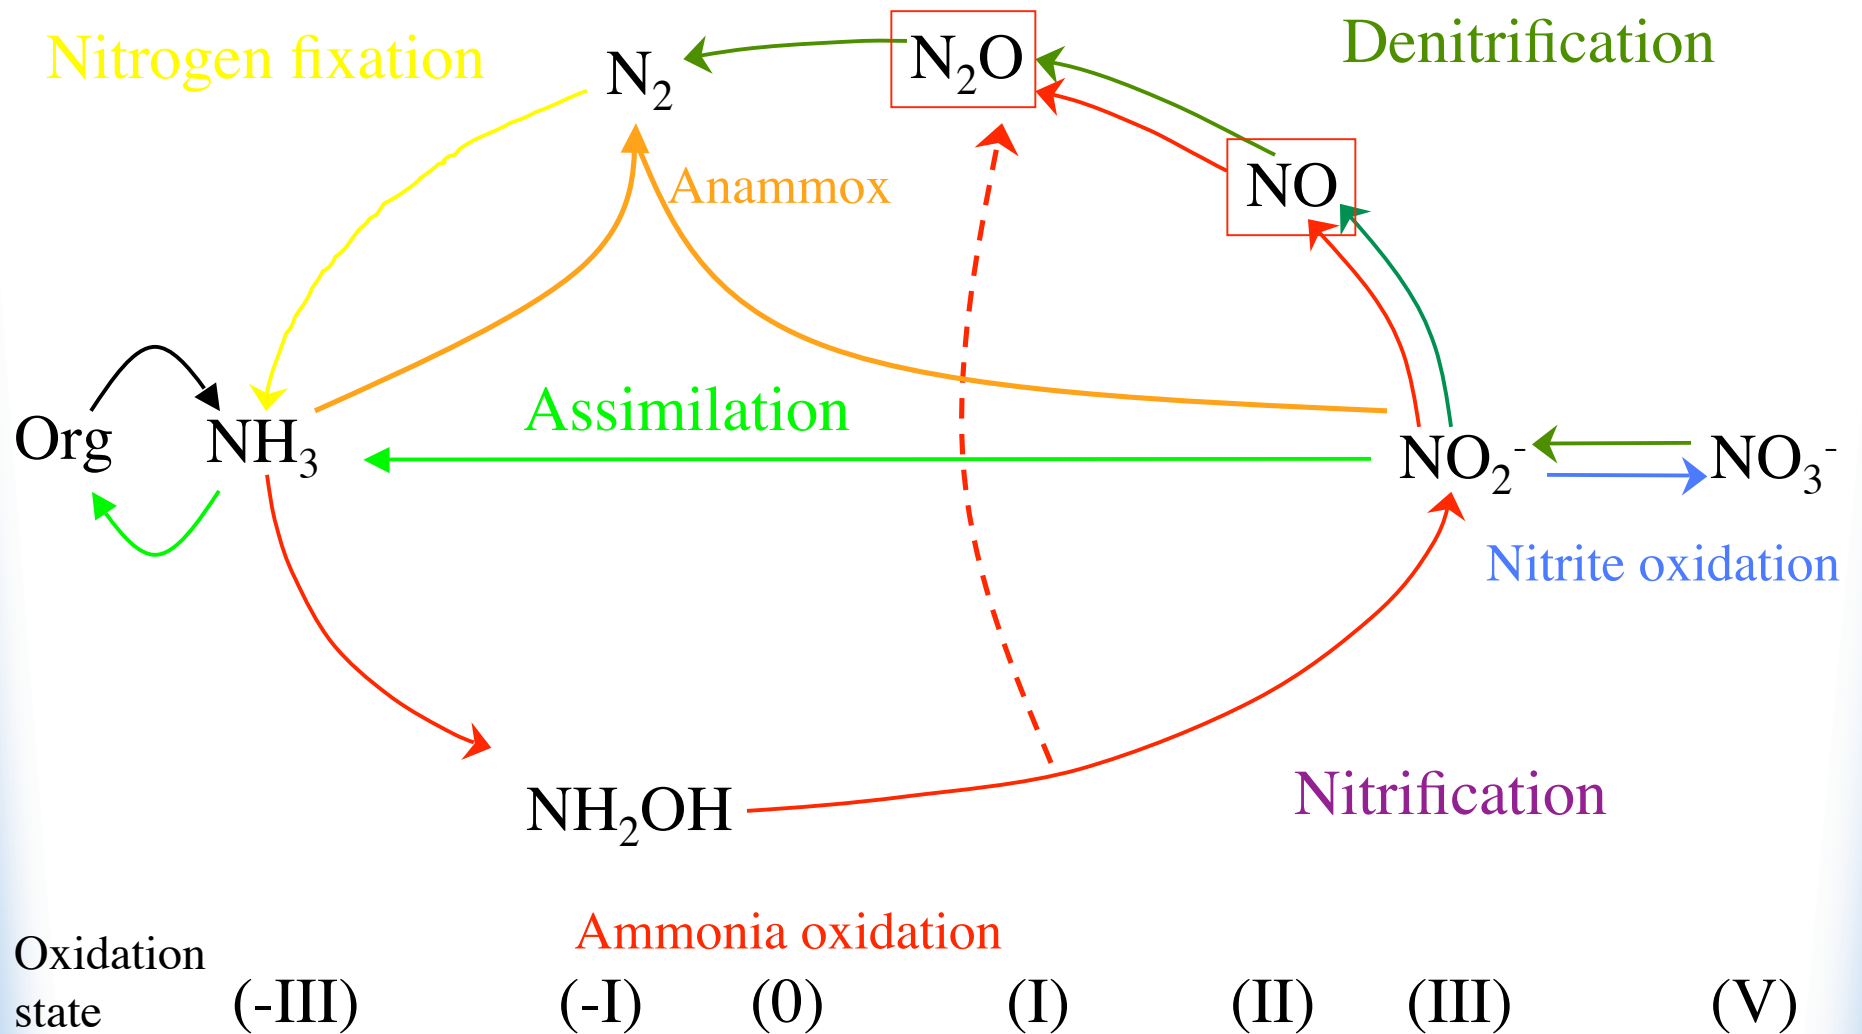 Nitrogen fixation
N₂
N₂O
Denitrification
Anammox
NO
Assimilation
Org
NH₃
NO₂⁻
NO₃⁻
Nitrite oxidation
NH₂OH
Nitrification
Ammonia oxidation
Oxidation
state
(-III) (-I) (0) (I) (II) (III) (V)